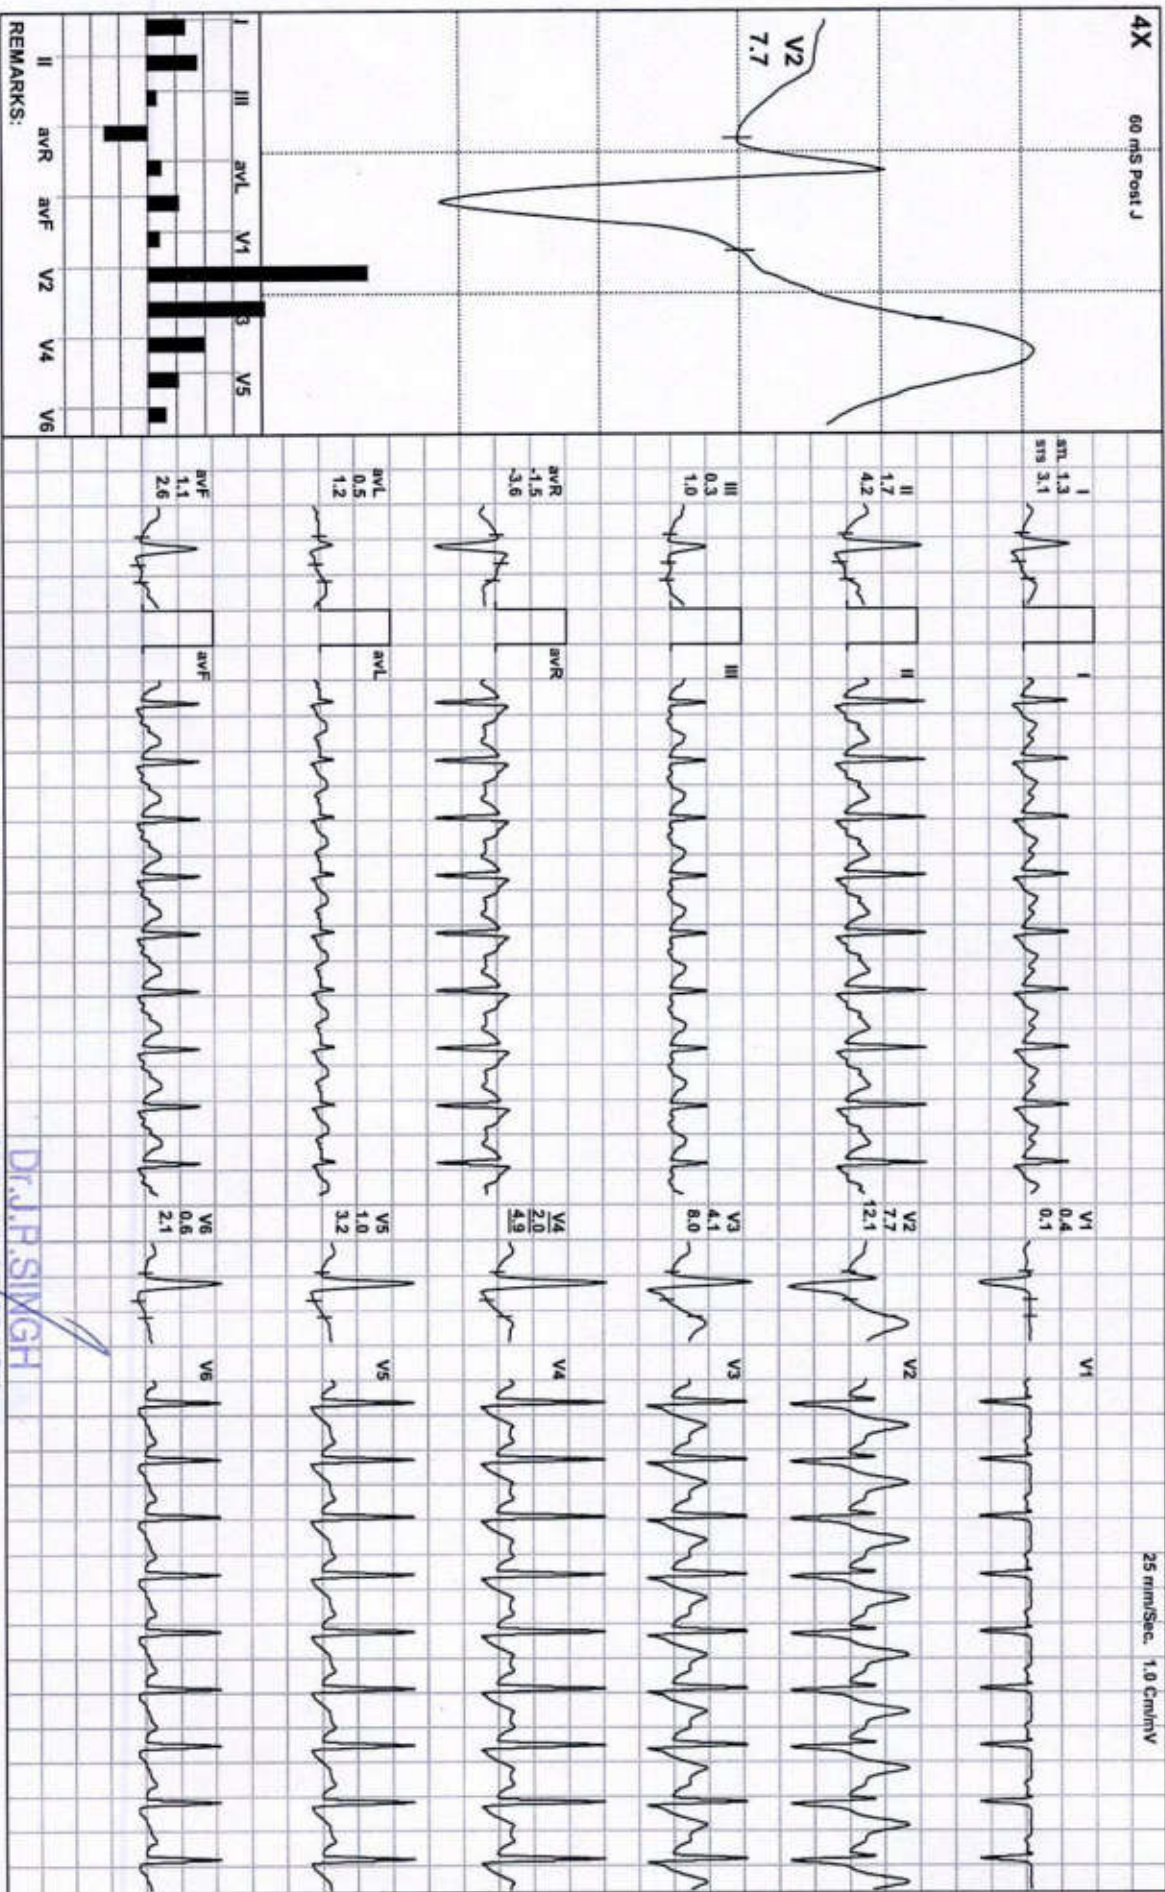 4X
60 mS Post J
25 mm/Sec. 1.0 Cm/mV
V2
7.7
I
STL 1.3
STS 3.1
I
V1
0.4
0.1
V1
II
1.7
4.2
II
V2
7.7
12.1
V2
III
0.3
1.0
III
V3
4.1
8.0
V3
avR
-1.5
-3.6
avR
V4
2.0
4.9
V4
avL
0.5
1.2
avL
V5
1.0
3.2
V5
avF
1.1
2.6
avF
V6
0.6
2.1
V6
I III avL V1 3 V5
II avR avF V2 V4 V6
REMARKS:
Dr.J.P.SINGH